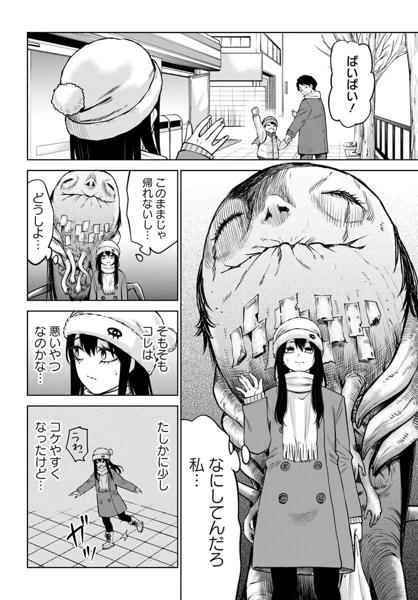 ばいばい！
なにしてんだろ
私…
このままじゃ
帰れないし…
どうしよ…
そもそも
コレは
悪いやつ
なのかな…
たしかに少し
コケやすく
なったけど…
うわっ
ガッ